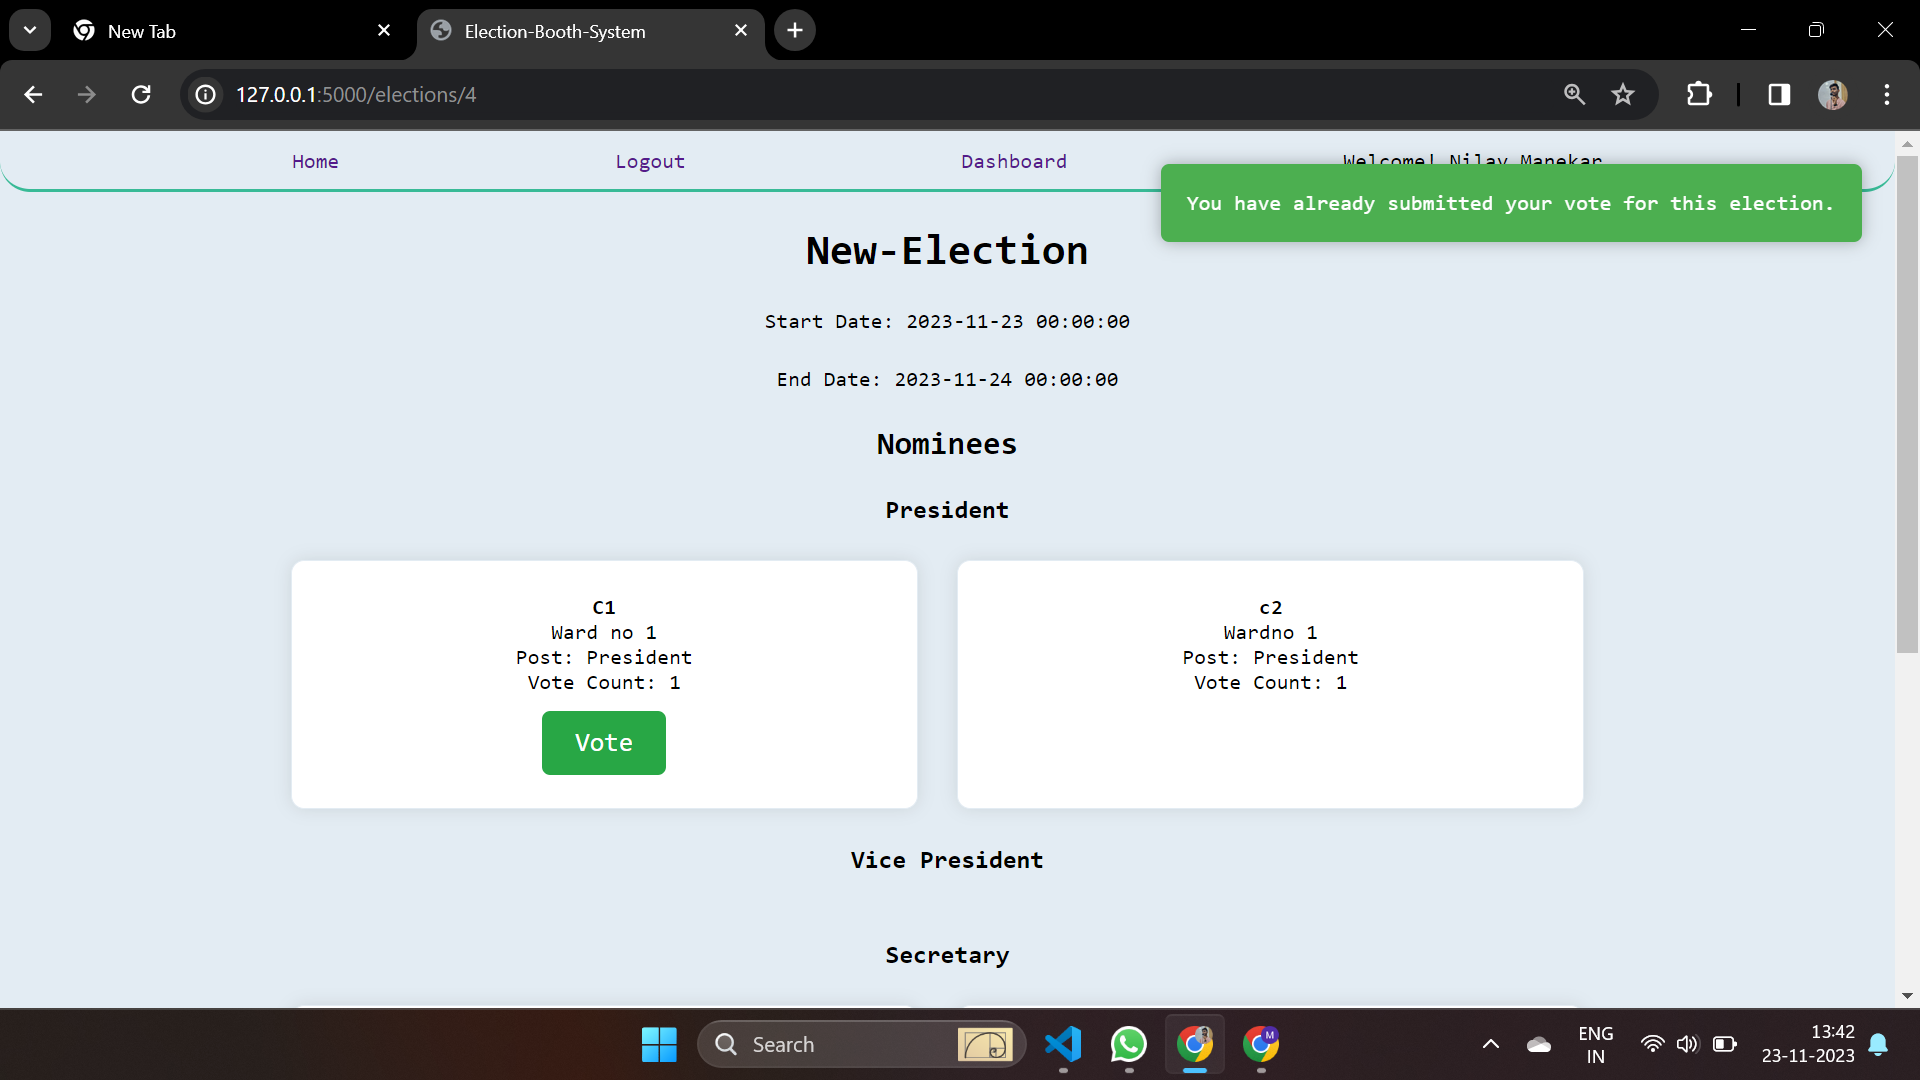 New Tab
Election-Booth-System
127.0.0.1:5000/elections/4
Home
Logout
Dashboard
Welcome! Nilay Manekar
You have already submitted your vote for this election.
New-Election
Start Date: 2023-11-23 00:00:00
End Date: 2023-11-24 00:00:00
Nominees
President
C1
Ward no 1
Post: President
Vote Count: 1
Vote
c2
Wardno 1
Post: President
Vote Count: 1
Vice President
Secretary
Search
M
ENG
IN
13:42
23-11-2023